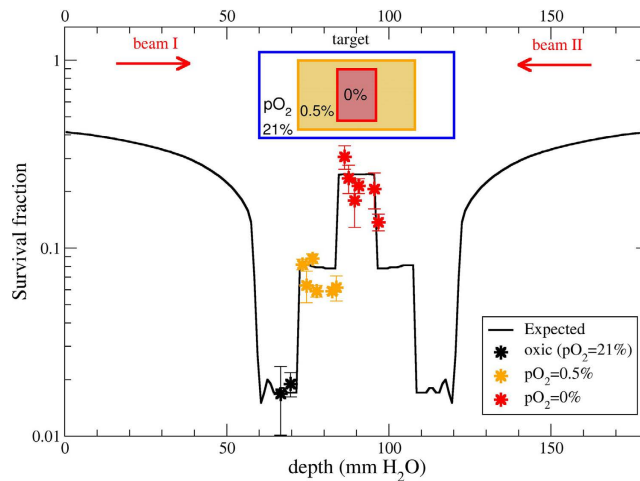 0 50 100 150
beam I target beam II
pO₂
21%
0.5%
0%
1
0.1
0.01
Survival fraction
Expected
oxic (pO₂=21%)
pO₂=0.5%
pO₂=0%
0 50 100 150
depth (mm H₂O)